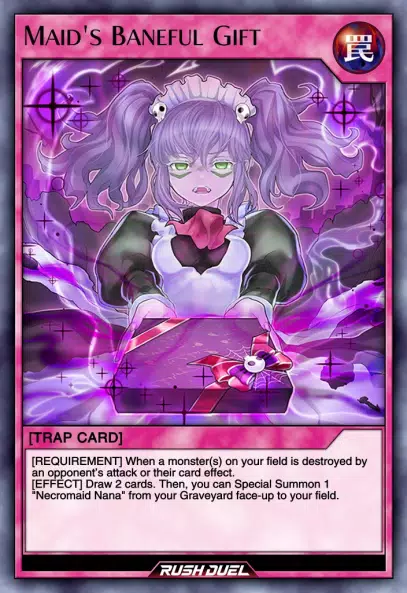 Maid's Baneful Gift
罠
[TRAP CARD]
[REQUIREMENT] When a monster(s) on your field is destroyed by
an opponent's attack or their card effect.
[EFFECT] Draw 2 cards. Then, you can Special Summon 1
"Necromaid Nana" from your Graveyard face-up to your field.
RUSH DUEL